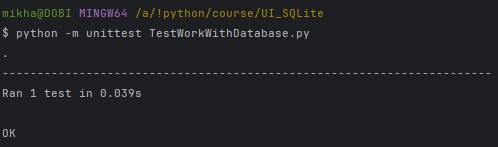 mikha@DOBI MINGW64 /a/!python/course/UI_SQLite
$ python -m unittest TestWorkWithDatabase.py
.
----------------------------------------------------------------------
Ran 1 test in 0.039s
OK